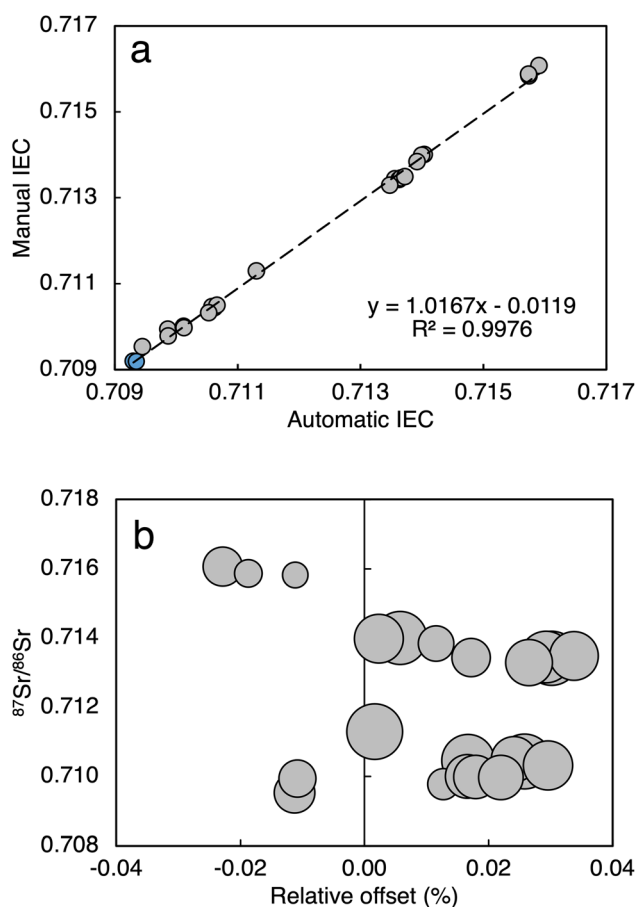 a
0.717
0.715
0.713
0.711
0.709
Manual IEC
y = 1.0167x - 0.0119
R² = 0.9976
0.709 0.711 0.713 0.715 0.717
Automatic IEC
b
0.718
0.716
0.714
0.712
0.710
0.708
⁸⁷Sr/⁸⁶Sr
-0.04 -0.02 0.00 0.02 0.04
Relative offset (%)